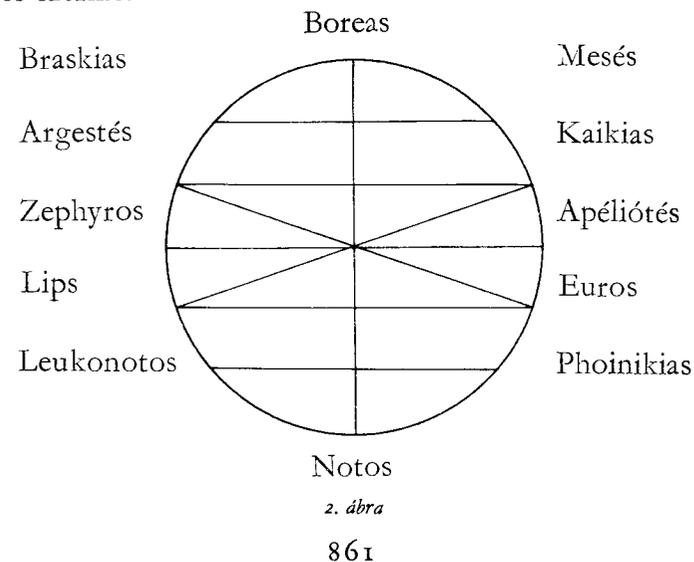 Boreas
Braskias Mesés
Argestés Kaikias
Zephyros Apéliótés
Lips Euros
Leukonotos Phoinikias
Notos
2. ábra
861